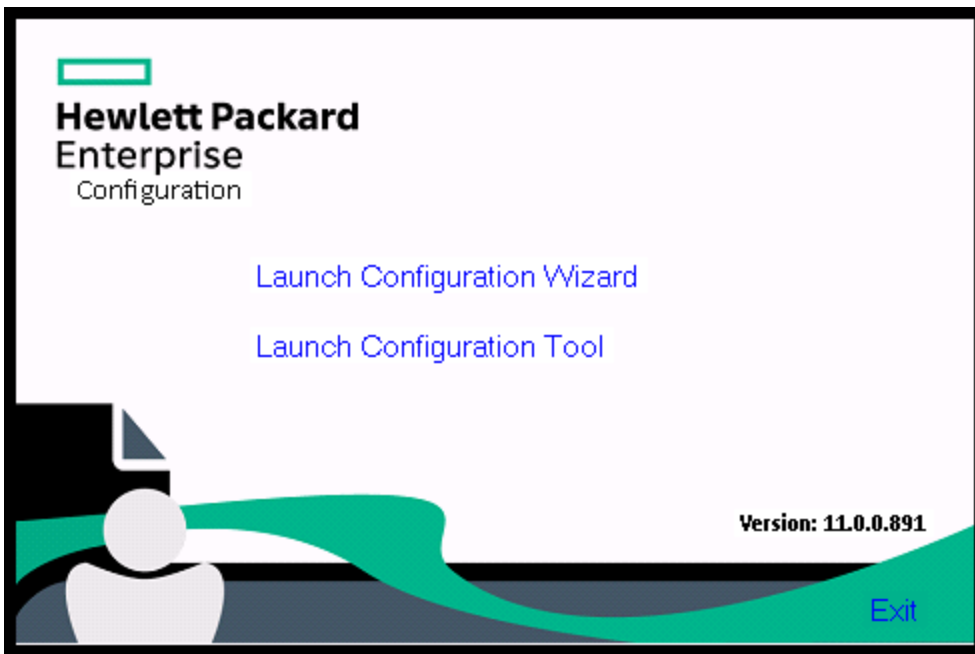 Hewlett Packard
Enterprise
Configuration
Launch Configuration Wizard
Launch Configuration Tool
Version: 11.0.0.891
Exit